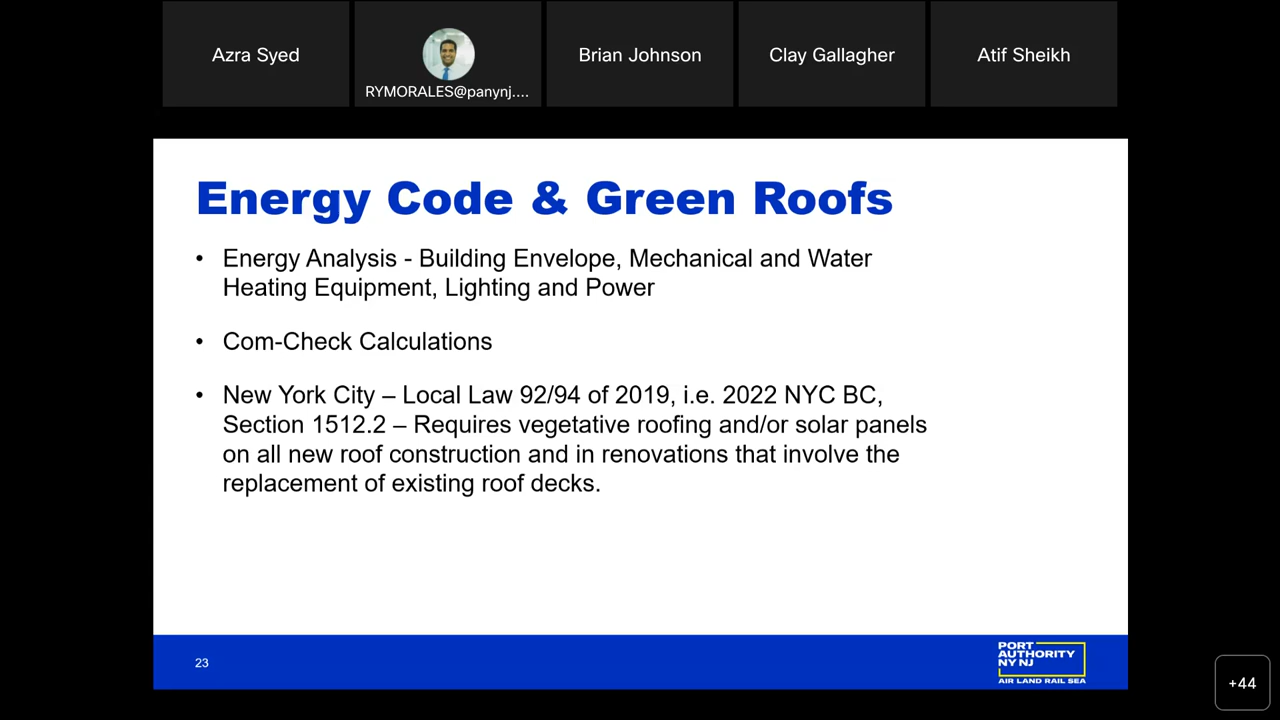 Azra Syed
RYMORALES@panynj....
Brian Johnson
Clay Gallagher
Atif Sheikh
Energy Code & Green Roofs
• Energy Analysis - Building Envelope, Mechanical and Water
Heating Equipment, Lighting and Power
• Com-Check Calculations
• New York City – Local Law 92/94 of 2019, i.e. 2022 NYC BC,
Section 1512.2 – Requires vegetative roofing and/or solar panels
on all new roof construction and in renovations that involve the
replacement of existing roof decks.
23
PORT
AUTHORITY
NY NJ
AIR LAND RAIL SEA
+44